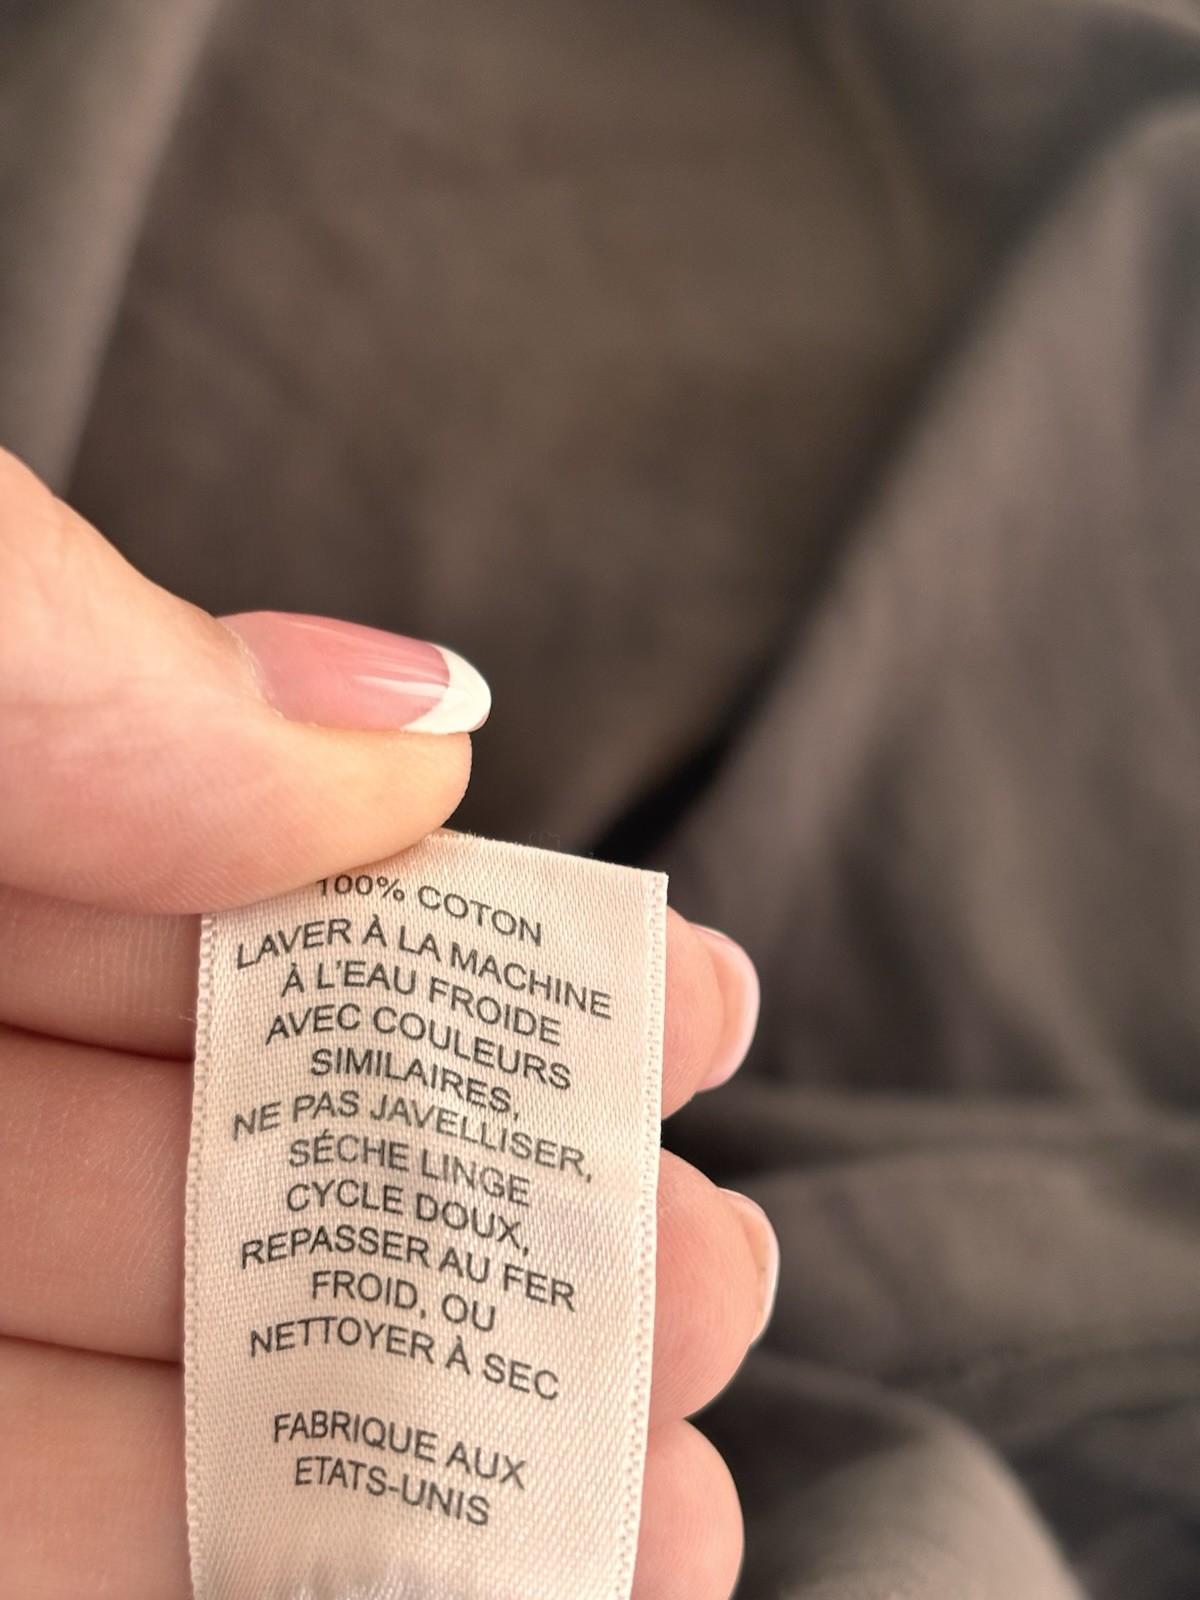 100% COTON
LAVER À LA MACHINE
À L'EAU FROIDE
AVEC COULEURS
SIMILAIRES,
NE PAS JAVELLISER,
SÉCHE LINGE
CYCLE DOUX,
REPASSER AU FER
FROID, OU
NETTOYER À SEC
FABRIQUE AUX
ETATS-UNIS